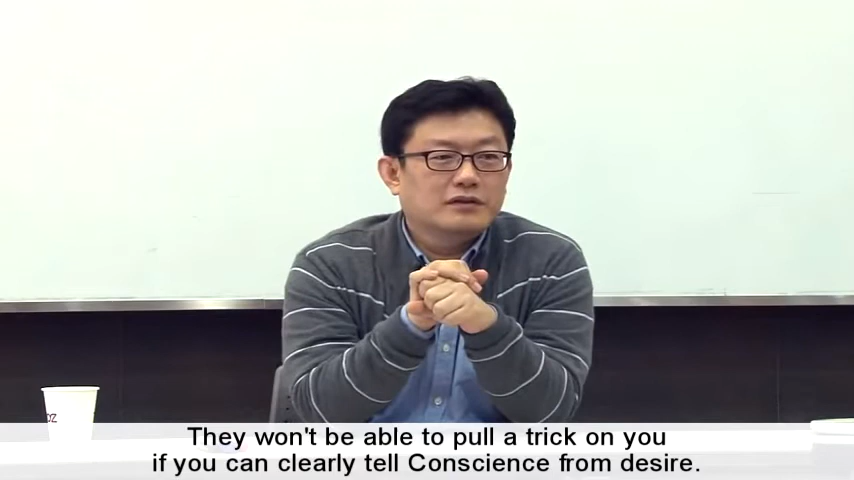 They won't be able to pull a trick on you
if you can clearly tell Conscience from desire.